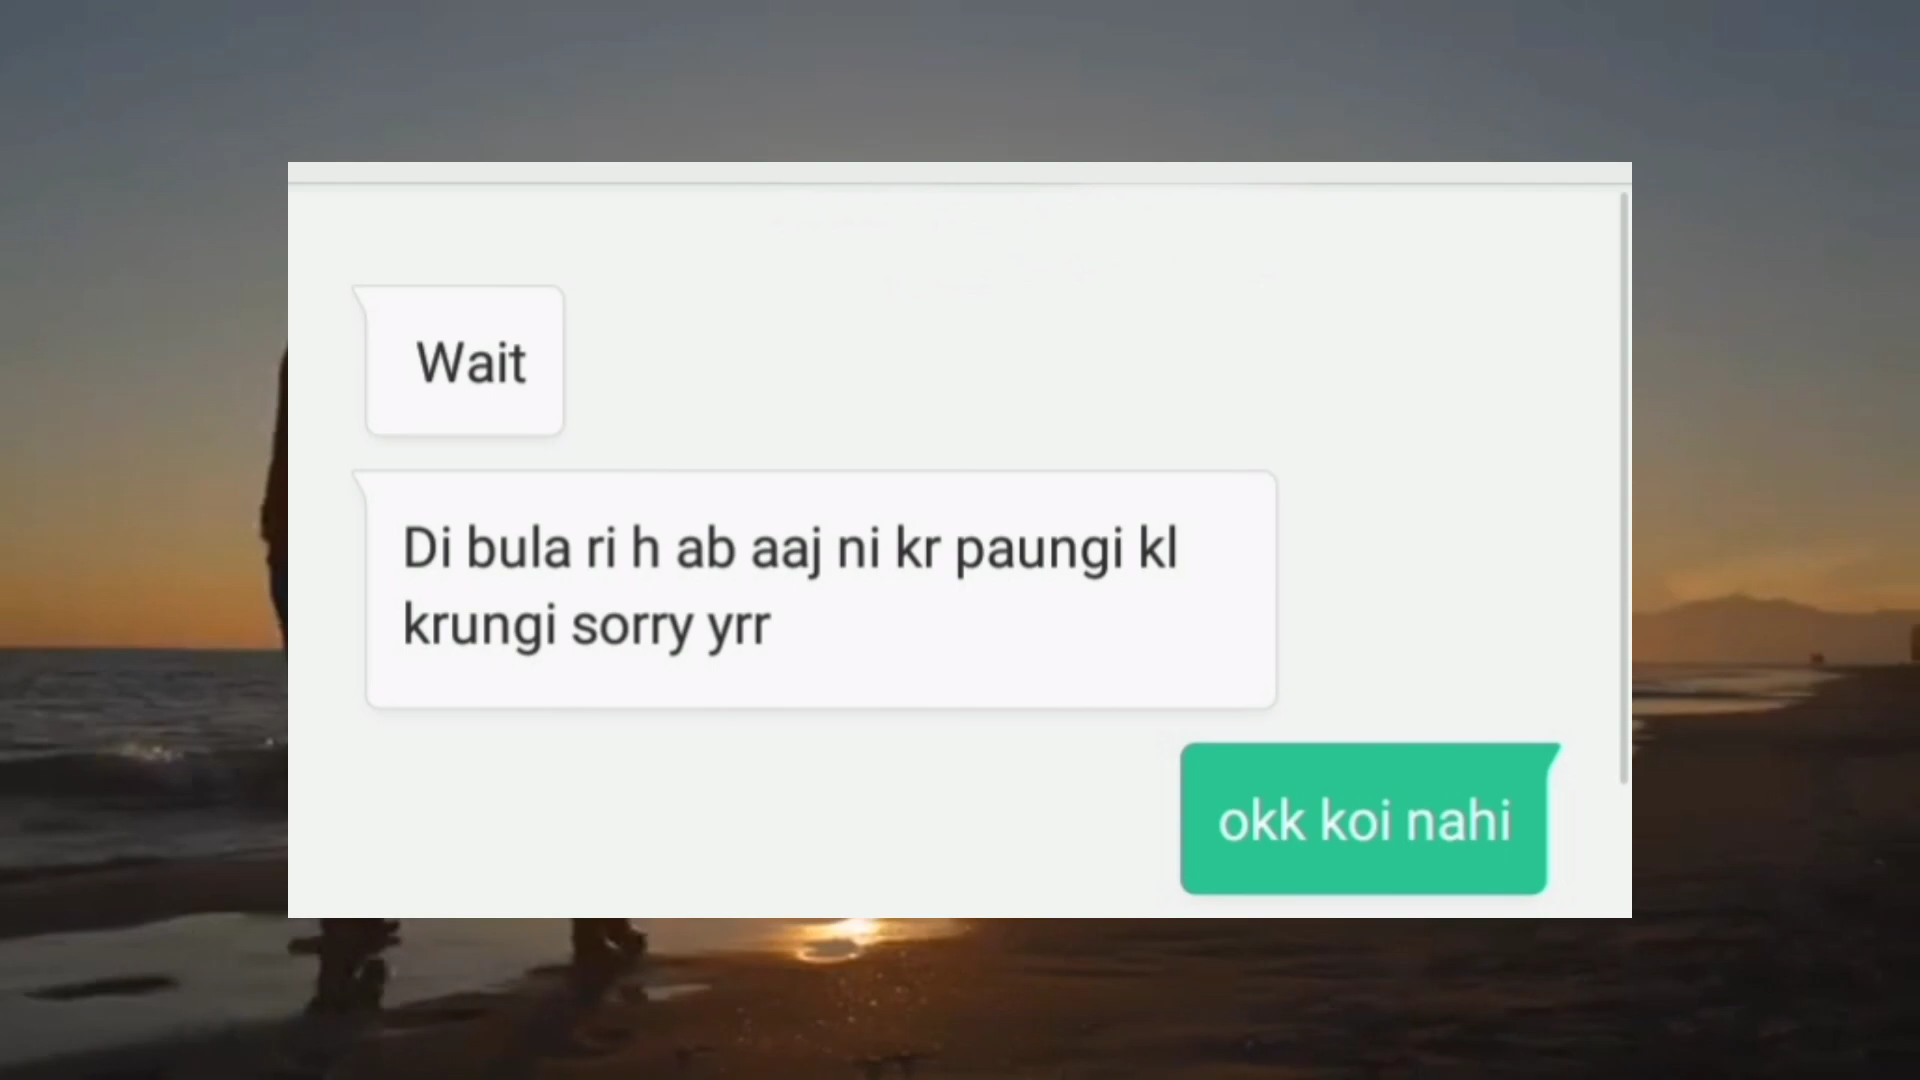 Wait
Di bula ri h ab aaj ni kr paungi kl
krungi sorry yrr
okk koi nahi